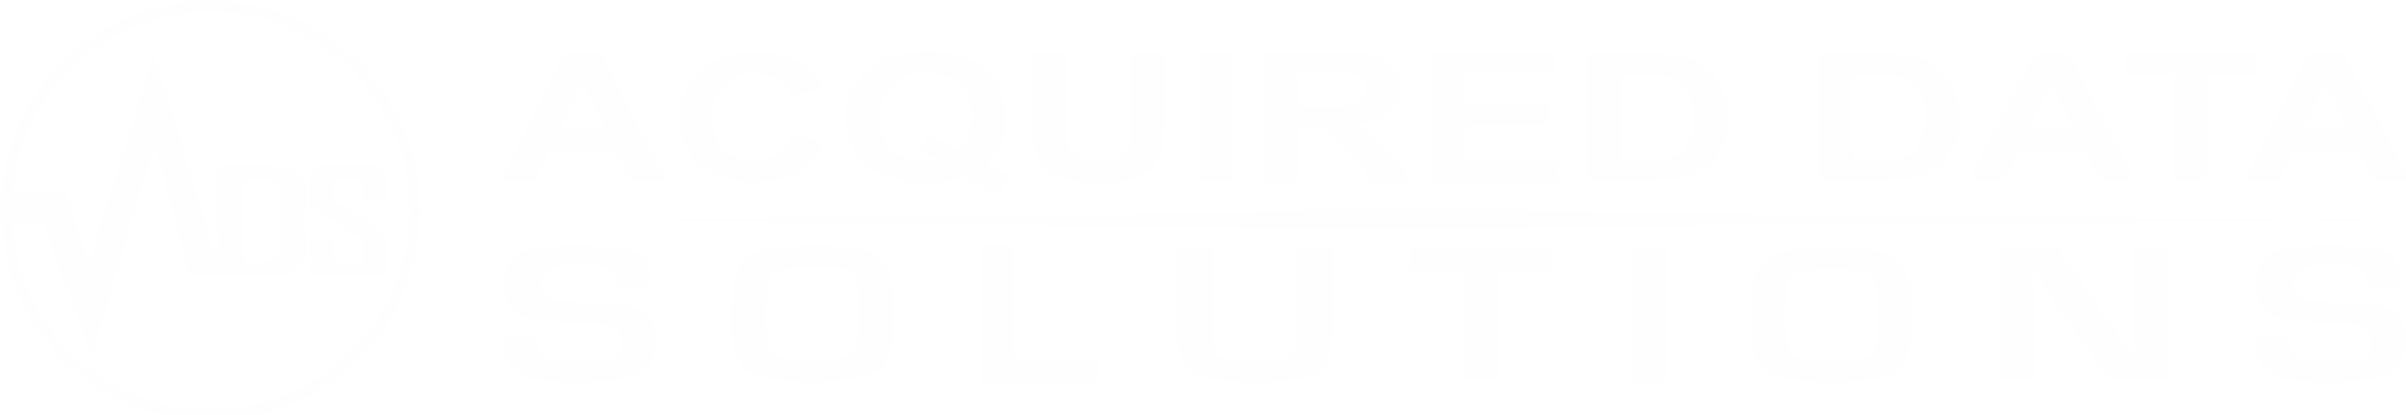 ADS
ACQUIRED DATA
SOLUTIONS